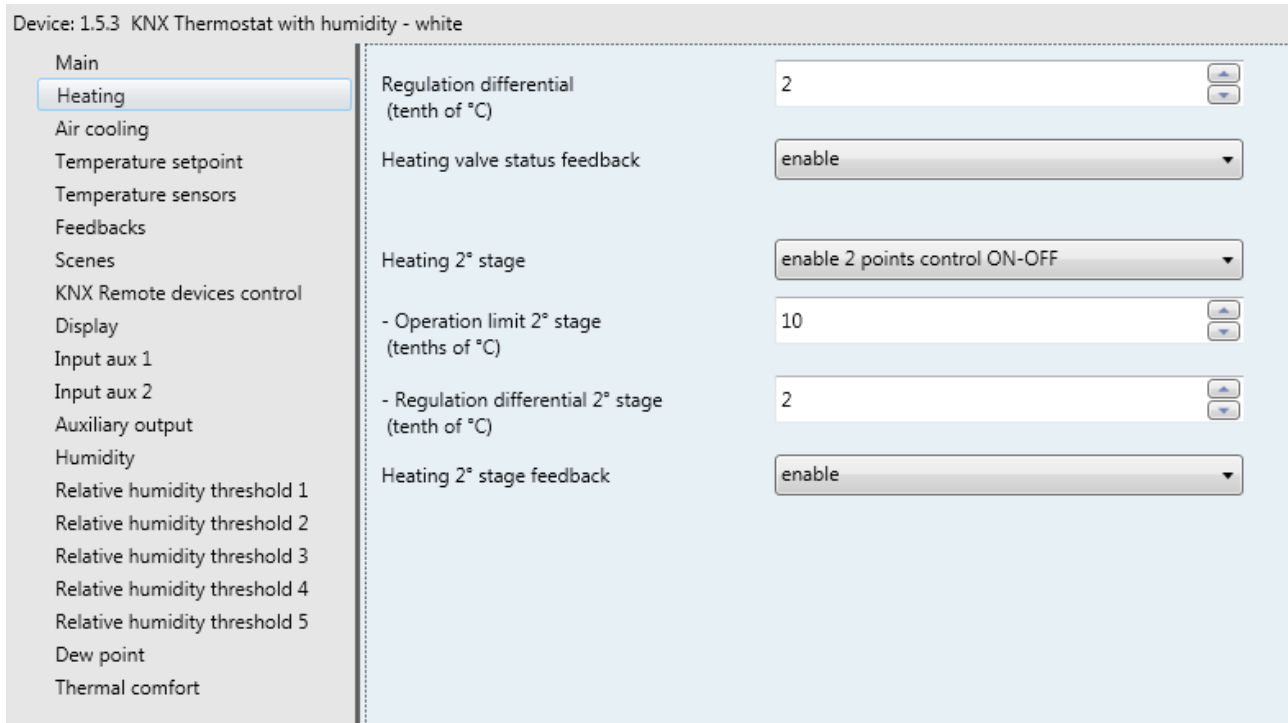 Device: 1.5.3 KNX Thermostat with humidity - white
Main
Heating
Air cooling
Temperature setpoint
Temperature sensors
Feedbacks
Scenes
KNX Remote devices control
Display
Input aux 1
Input aux 2
Auxiliary output
Humidity
Relative humidity threshold 1
Relative humidity threshold 2
Relative humidity threshold 3
Relative humidity threshold 4
Relative humidity threshold 5
Dew point
Thermal comfort
Regulation differential
(tenth of °C)
2
Heating valve status feedback
enable
Heating 2° stage
enable 2 points control ON-OFF
- Operation limit 2° stage
(tenths of °C)
10
- Regulation differential 2° stage
(tenth of °C)
2
Heating 2° stage feedback
enable